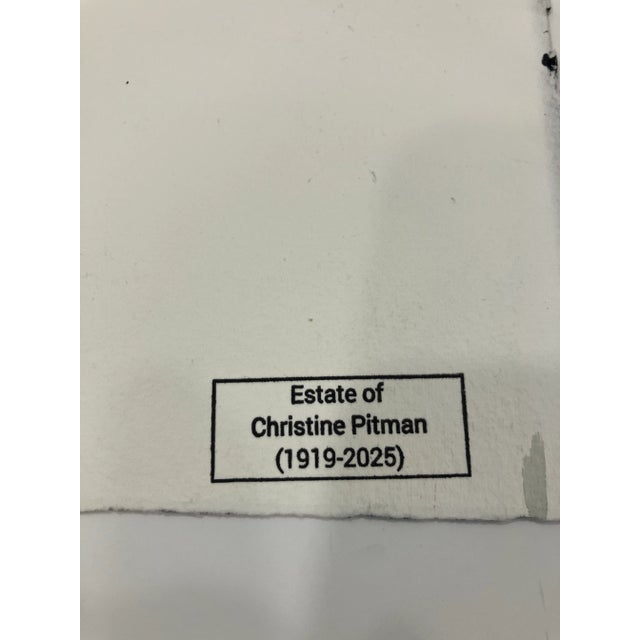 Estate of
Christine Pitman
(1919-2025)